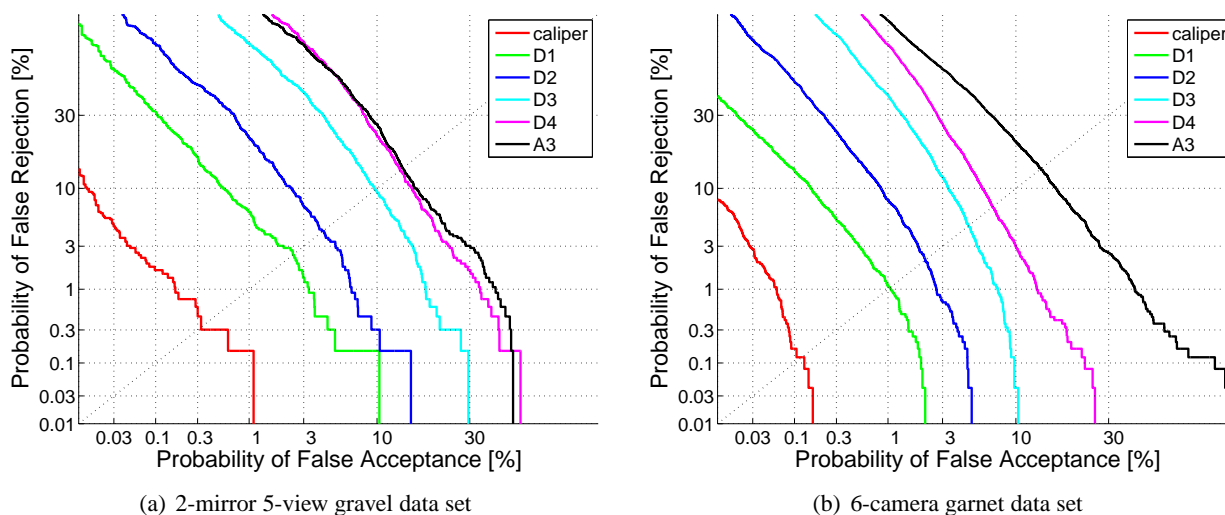 Probability of False Rejection [%]
30
10
3
1
0.3
0.1
0.03
0.01
0.03 0.1 0.3 1 3 10 30
Probability of False Acceptance [%]
caliper
D1
D2
D3
D4
A3
(a) 2-mirror 5-view gravel data set
Probability of False Rejection [%]
30
10
3
1
0.3
0.1
0.03
0.01
0.03 0.1 0.3 1 3 10 30
Probability of False Acceptance [%]
caliper
D1
D2
D3
D4
A3
(b) 6-camera garnet data set